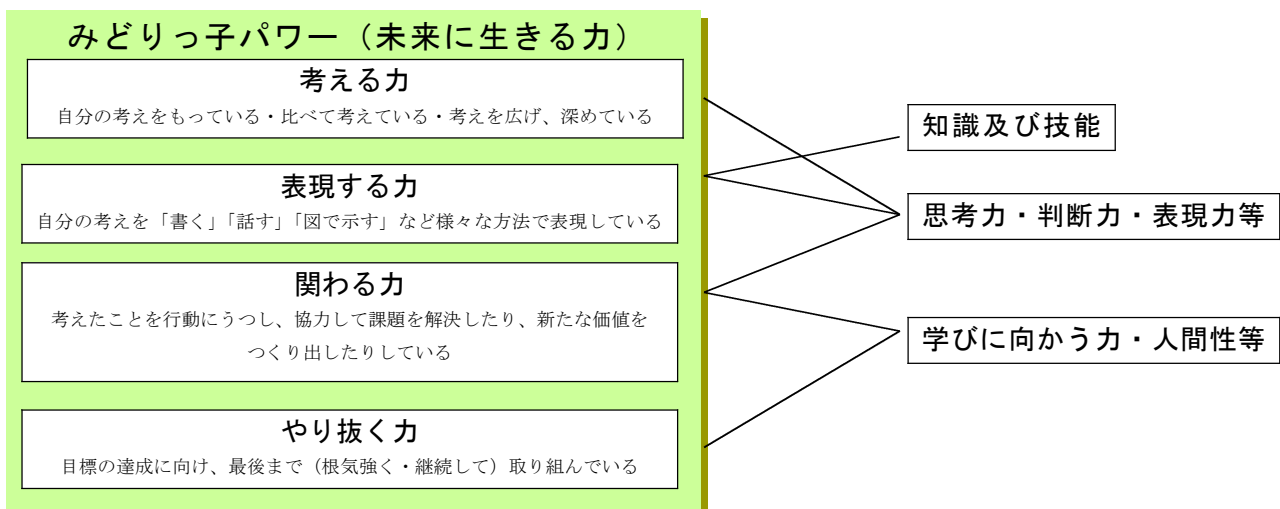 みどりっ子パワー（未来に生きる力）
考える力
自分の考えをもっている・比べて考えている・考えを広げ、深めている
表現する力
自分の考えを「書く」「話す」「図で示す」など様々な方法で表現している
関わる力
考えたことを行動にうつし、協力して課題を解決したり、新たな価値を
つくり出したりしている
やり抜く力
目標の達成に向け、最後まで（根気強く・継続して）取り組んでいる
知識及び技能
思考力・判断力・表現力等
学びに向かう力・人間性等